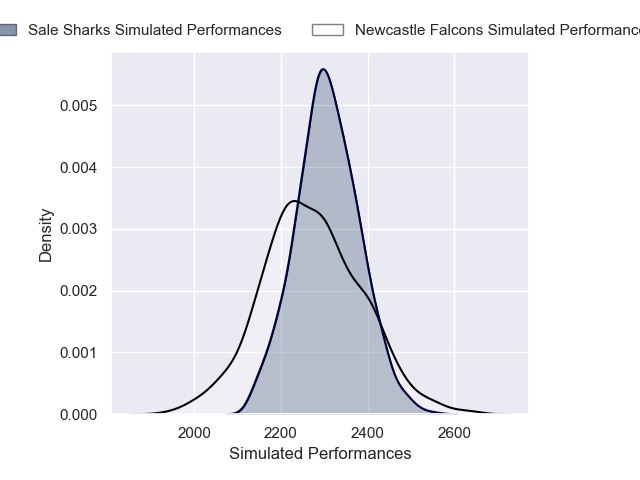 Sale Sharks Simulated Performances
Newcastle Falcons Simulated Performanc
0.005
0.004
0.003
0.002
0.001
0.000
Density
2000 2200 2400 2600
Simulated Performances